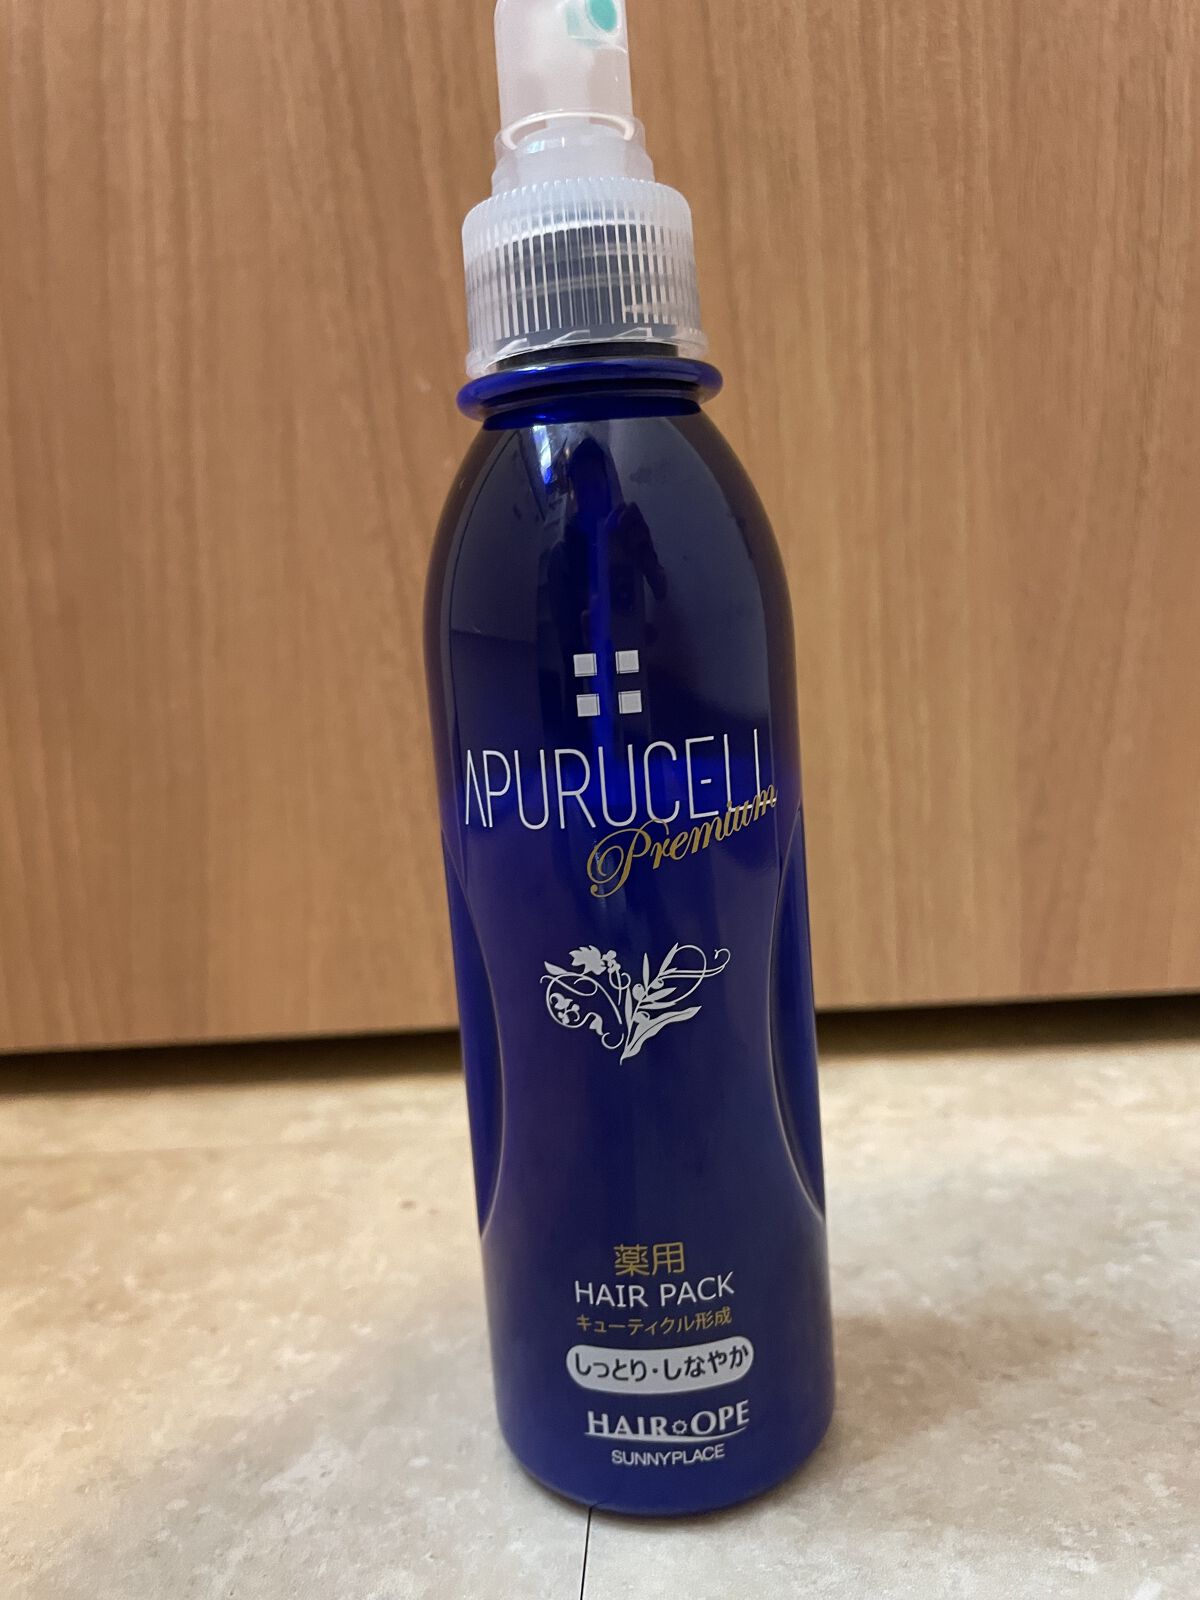 APURUCELL
Premium
薬用
HAIR PACK
キューティクル形成
しっとり・しなやか
HAIR OPE
SUNNYPLACE